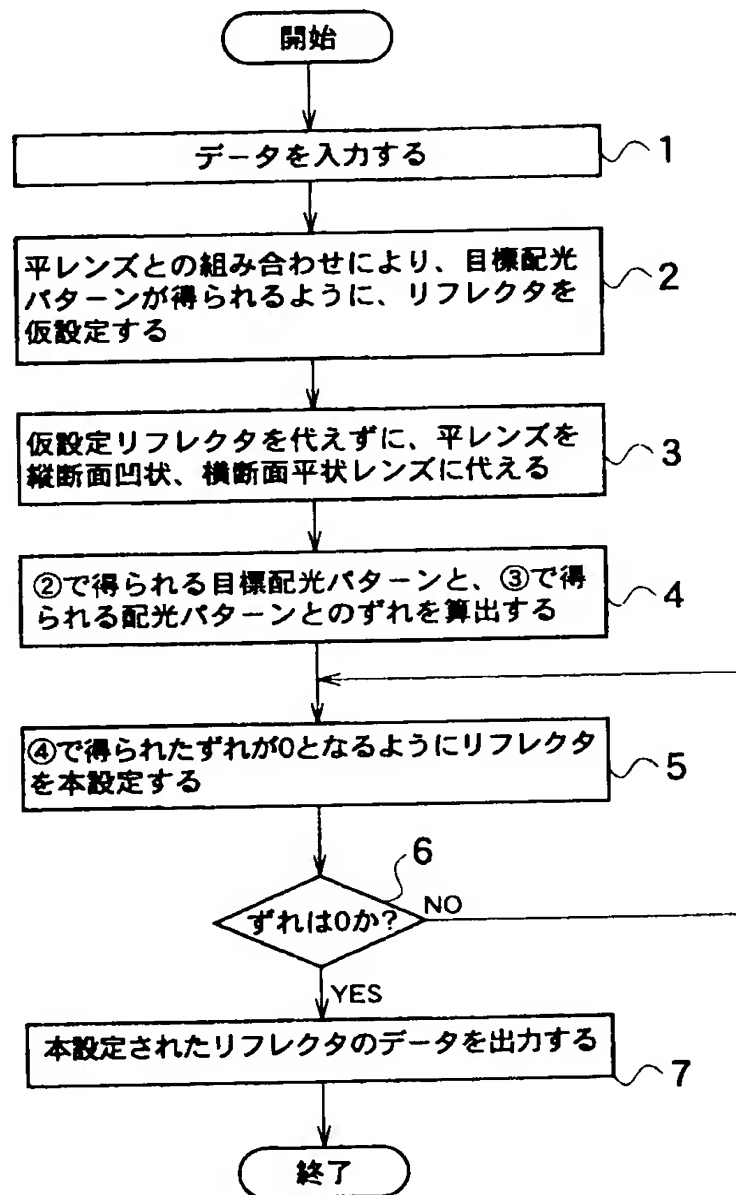 開始
データを入力する
1
平レンズとの組み合わせにより、目標配光
パターンが得られるように、リフレクタを
仮設定する
2
仮設定リフレクタを代えずに、平レンズを
縦断面凹状、横断面平状レンズに代える
3
②で得られる目標配光パターンと、③で得
られる配光パターンとのずれを算出する
4
④で得られたずれが0となるようにリフレクタ
を本設定する
5
6
ずれは0か?
NO
YES
本設定されたリフレクタのデータを出力する
7
終了